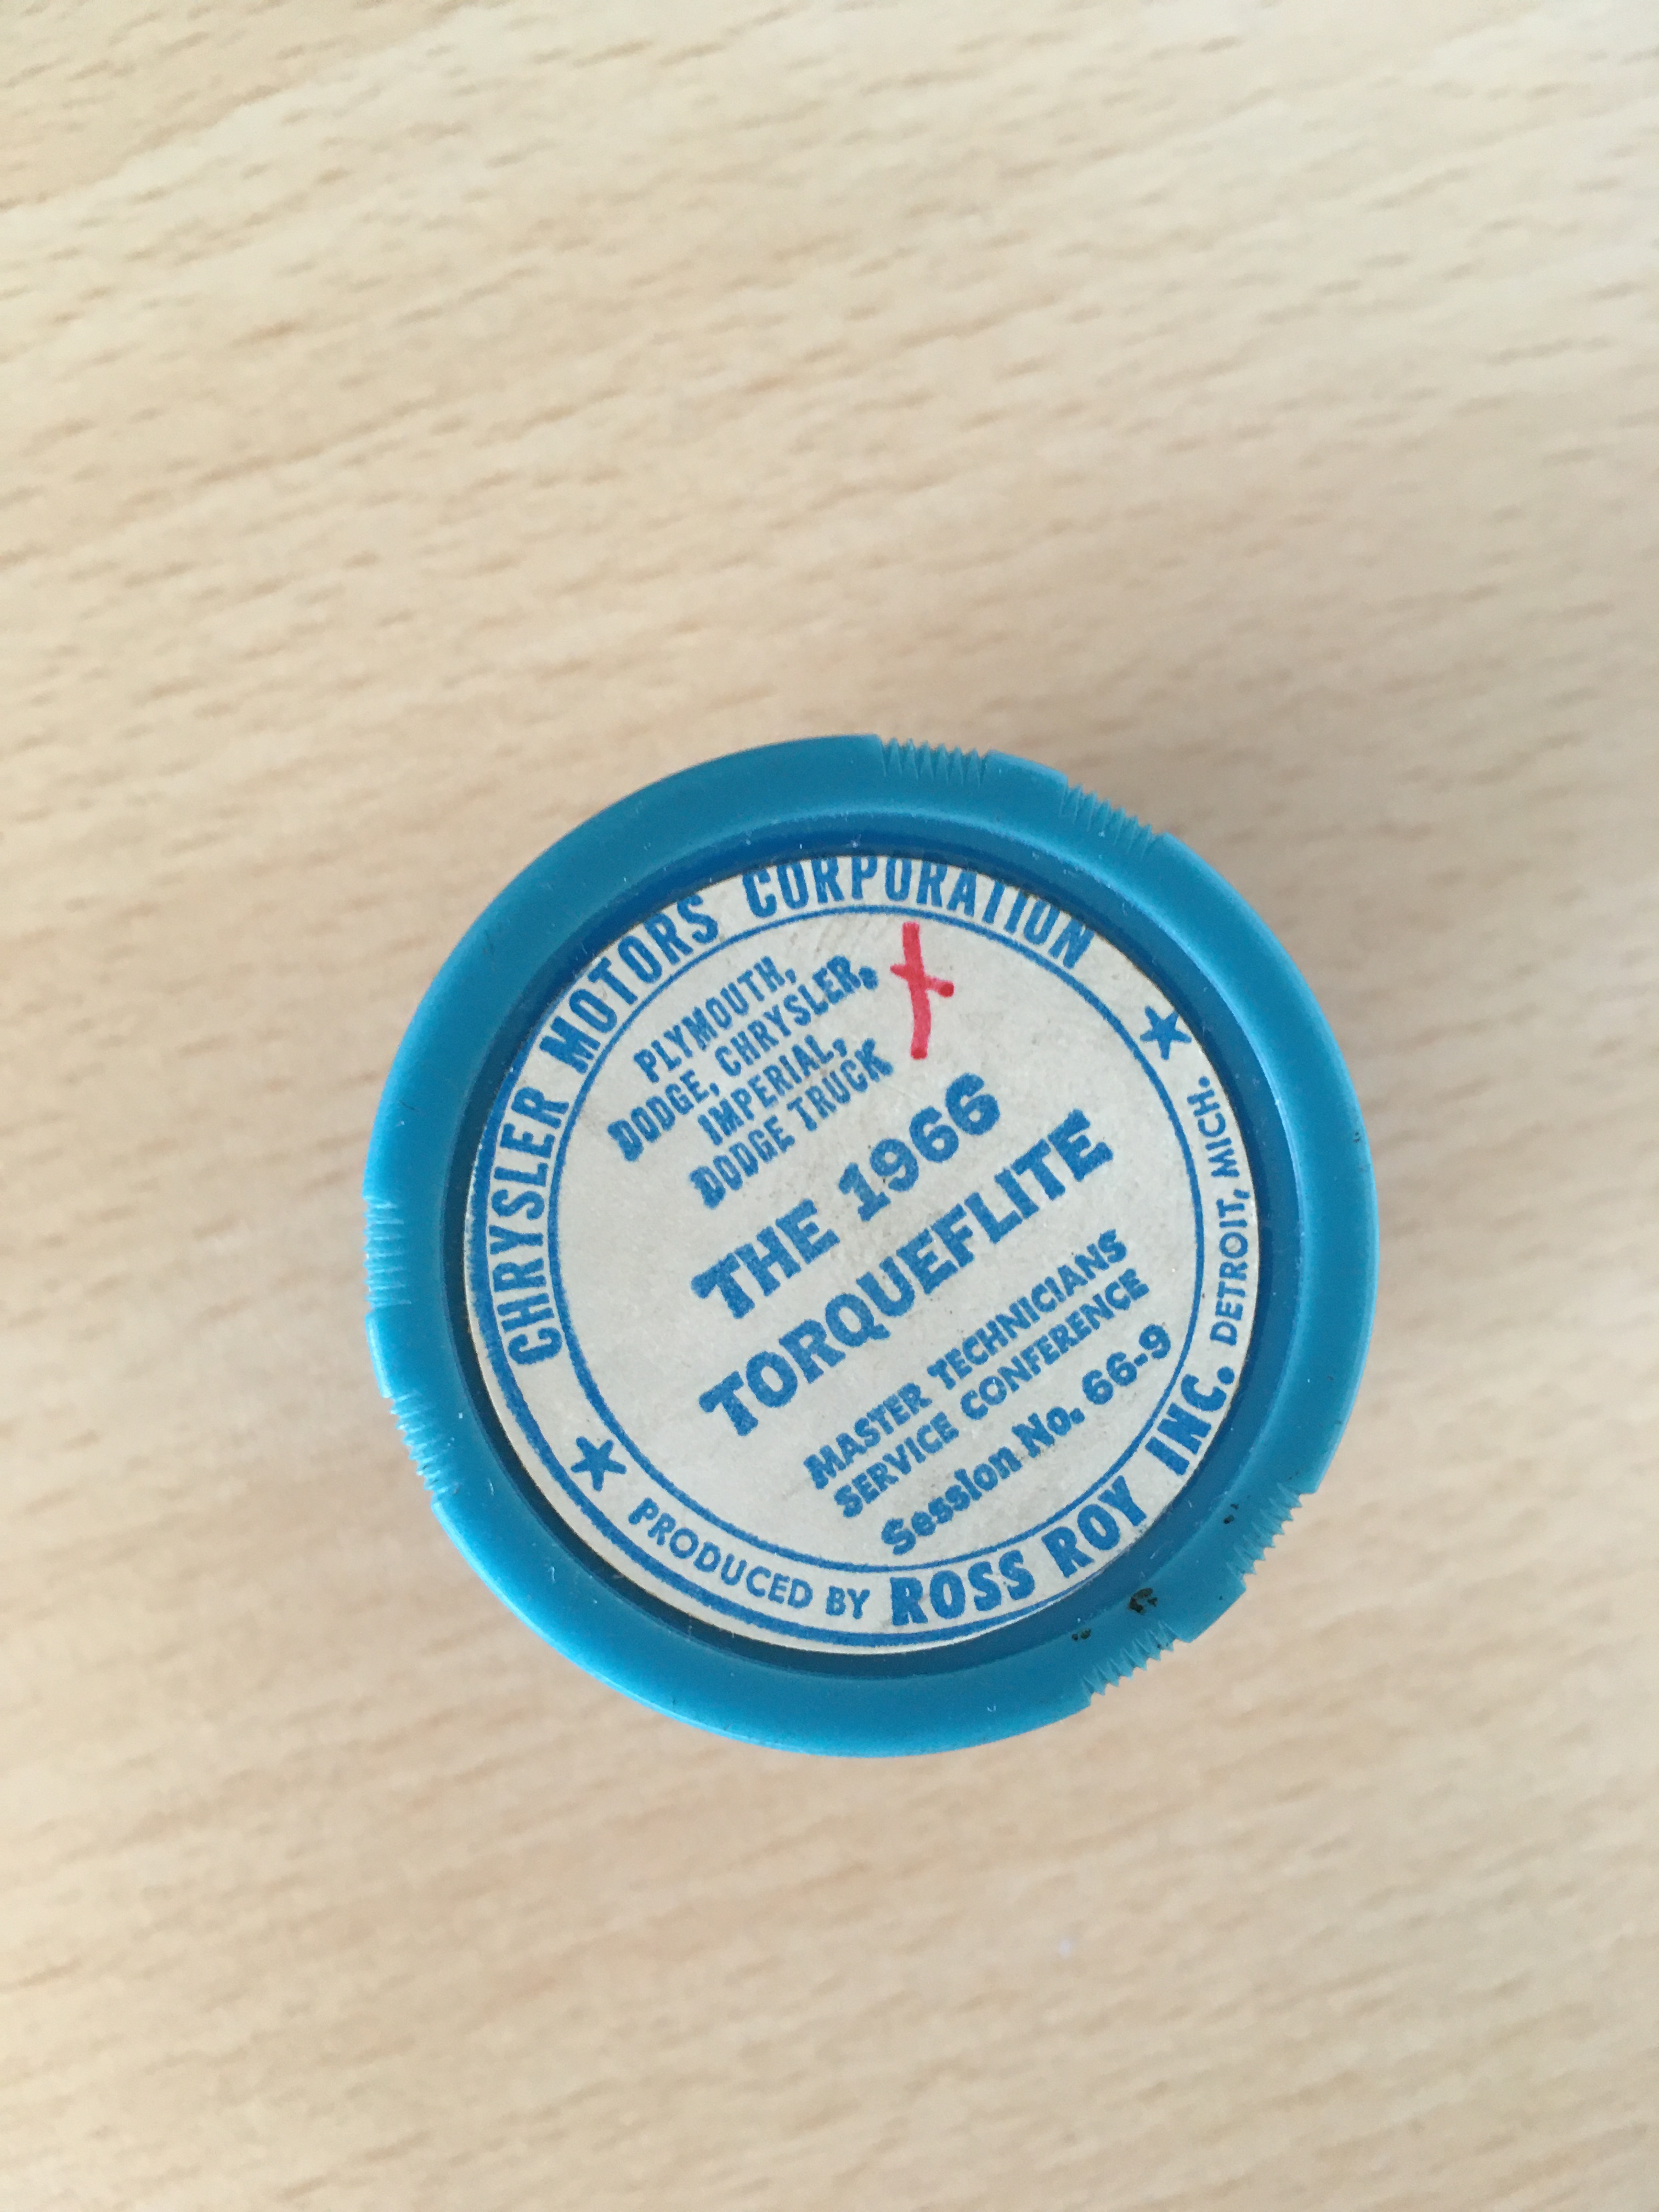 CHRYSLER MOTORS CORPORATION
PLYMOUTH,
DODGE, CHRYSLER,
IMPERIAL,
DODGE TRUCK
THE 1966
TORQUEFLITE
MASTER TECHNICIANS
SERVICE CONFERENCE
Session No. 66-9
PRODUCED BY ROSS ROY INC. DETROIT, MICH.